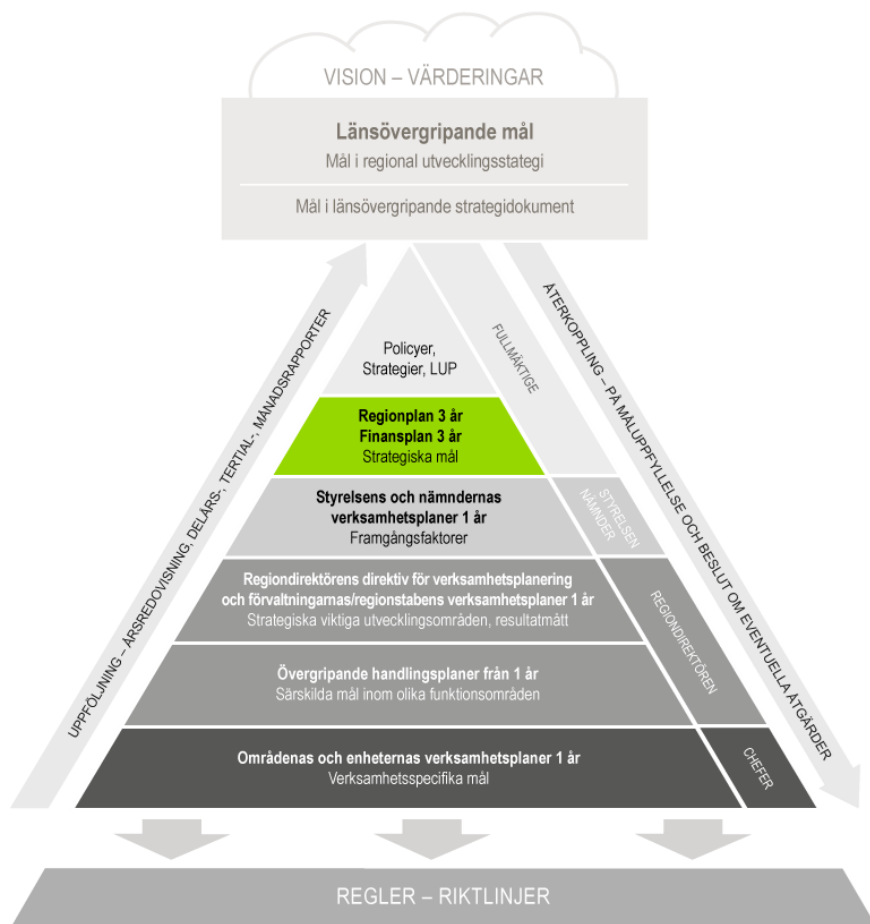 VISION – VÄRDERINGAR
Länsövergripande mål
Mål i regional utvecklingsstategi
Mål i länsövergripande strategidokument
UPPFÖLJNING – ÅRSREDOVISNING, DELÅRS-, TERTIAL-, MÅNADSRAPPORTER
ÅTERKOPPLING – PÅ MÅLUPPFYLLELSE OCH BESLUT OM EVENTUELLA ÅTGÄRDER
Policyer,
Strategier, LUP
FULLMÄKTIGE
Regionplan 3 år
Finansplan 3 år
Strategiska mål
Styrelsens och nämndernas
verksamhetsplaner 1 år
Framgångsfaktorer
STYRELSEN
NÄMNDER
Regiondirektörens direktiv för verksamhetsplanering
och förvaltningarnas/regionstabens verksamhetsplaner 1 år
Strategiska viktiga utvecklingsområden, resultatmått
REGIONDIREKTÖREN
Övergripande handlingsplaner från 1 år
Särskilda mål inom olika funktionsområden
Områdenas och enheternas verksamhetsplaner 1 år
Verksamhetsspecifika mål
CHEFER
REGLER – RIKTLINJER